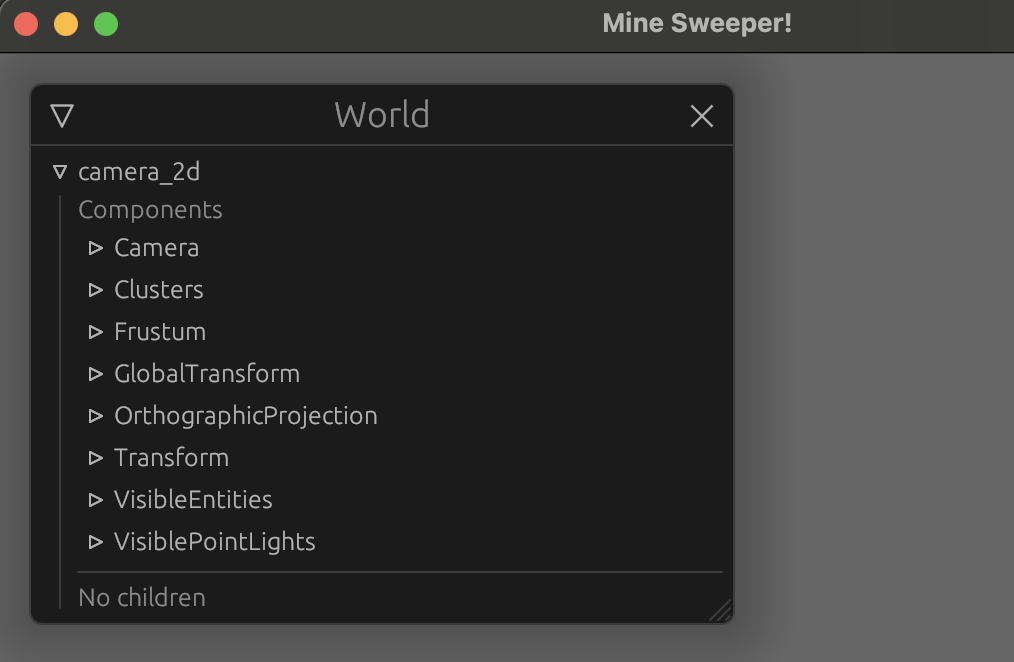 Mine Sweeper!
World
camera_2d
Components
Camera
Clusters
Frustum
GlobalTransform
OrthographicProjection
Transform
VisibleEntities
VisiblePointLights
No children